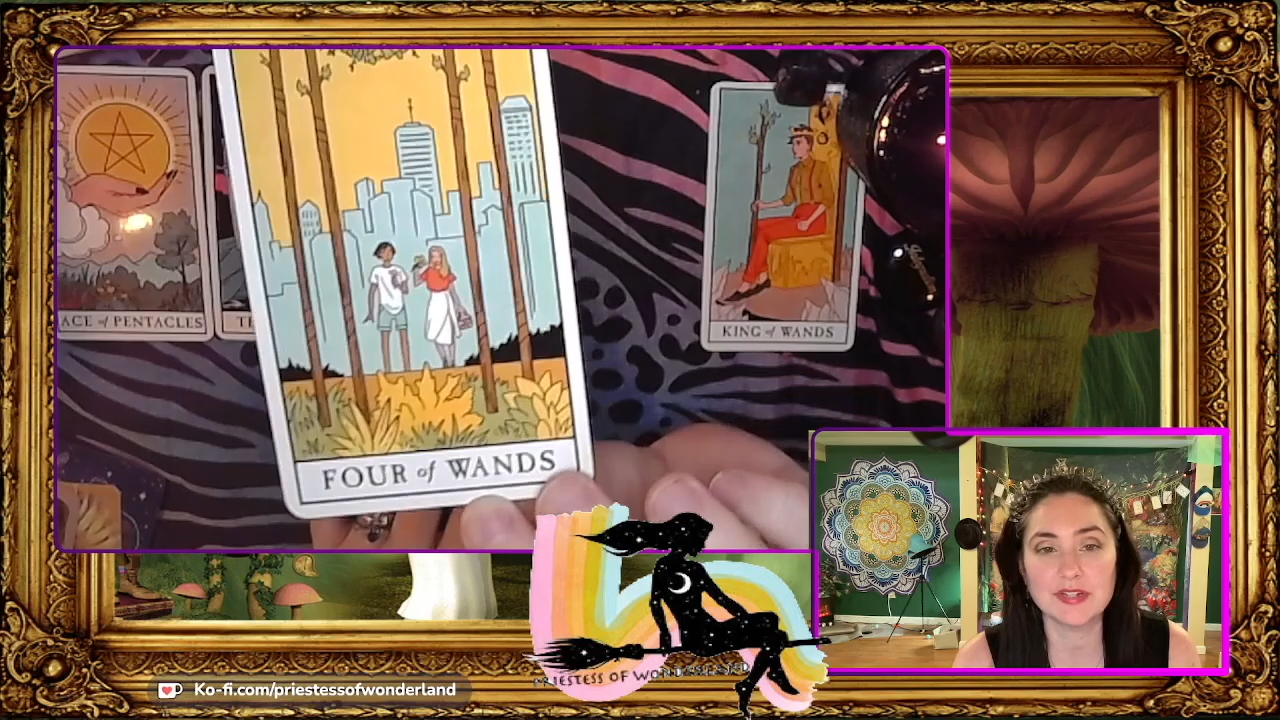 ACE of PENTACLES
FOUR of WANDS
KING of WANDS
Ko-fi.com/priestessofwonderland